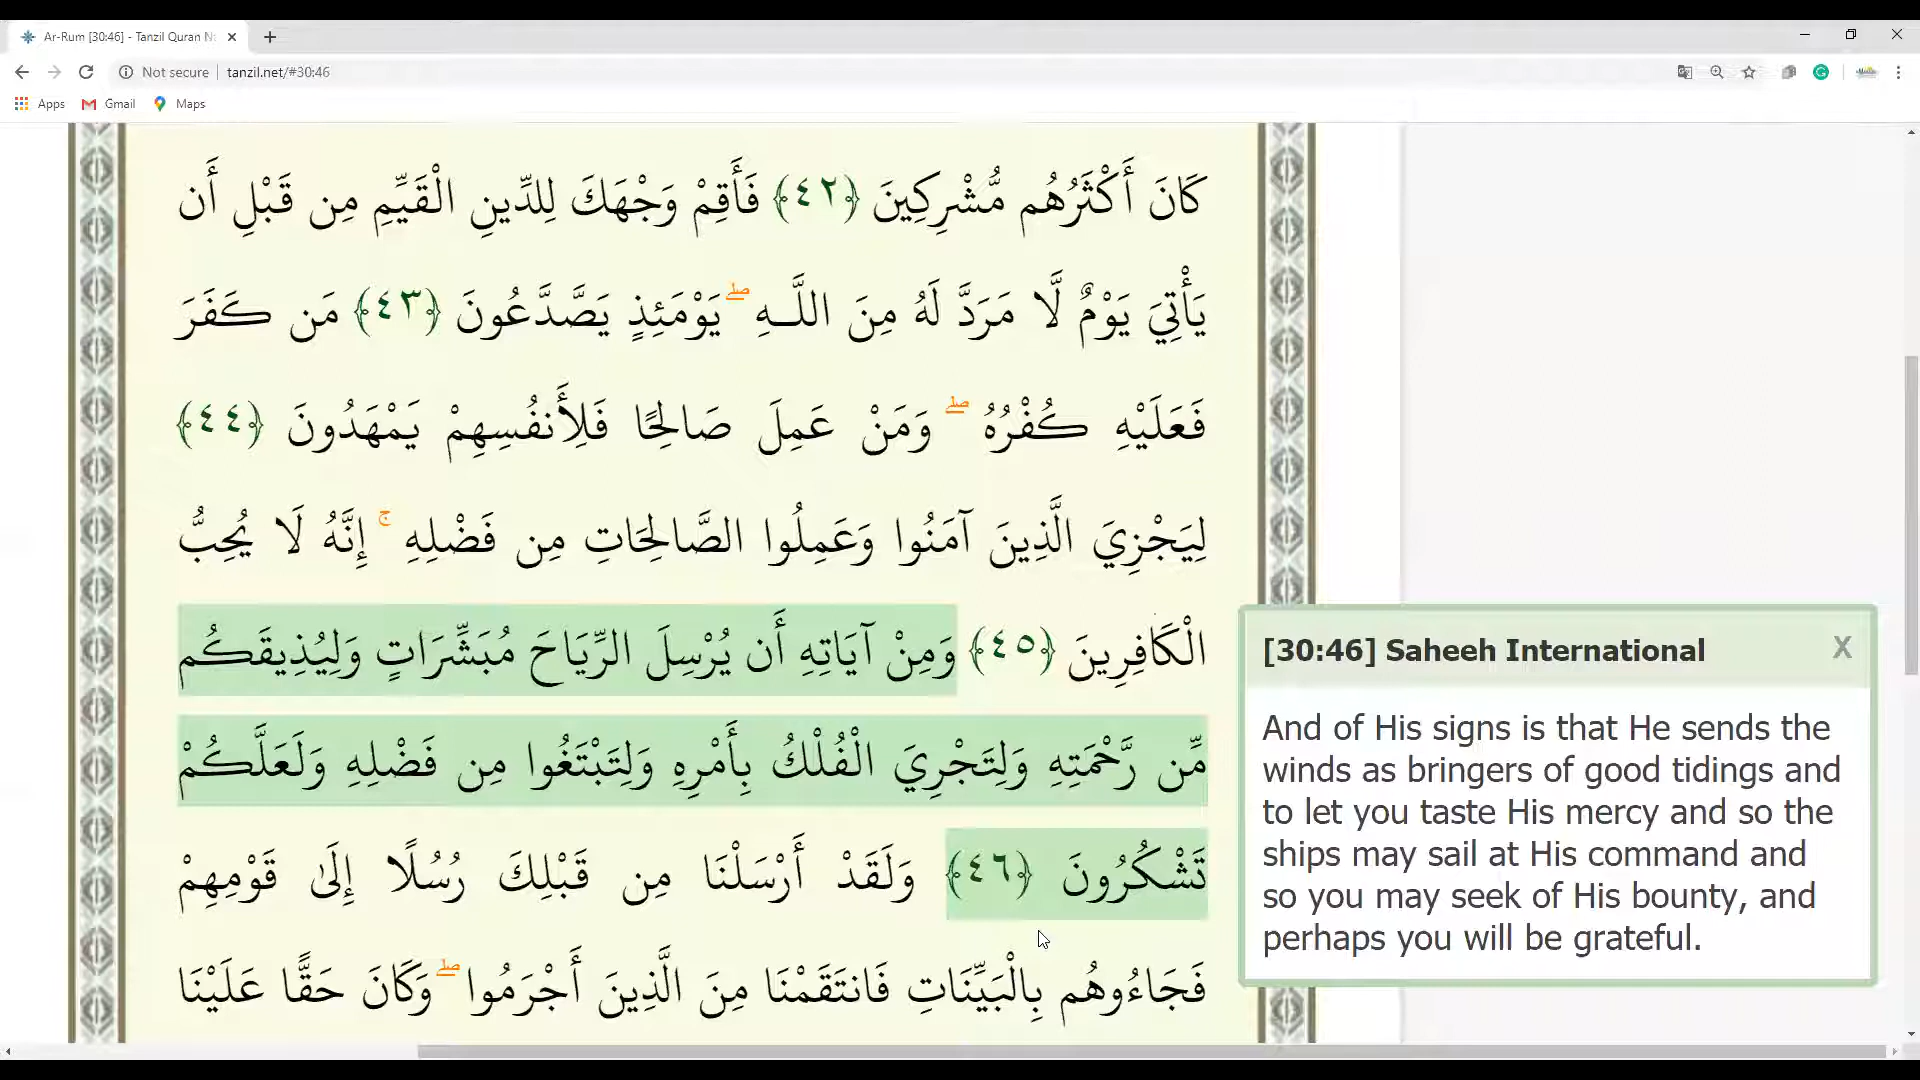 Ar-Rum [30:46] - Tanzil Quran N
Not secure | tanzil.net/#30:46
Apps Gmail Maps
كَانَ أَكْثَرُهُم مُّشْرِكِينَ ﴿٤٢﴾ فَأَقِمْ وَجْهَكَ لِلدِّينِ الْقَيِّمِ مِن قَبْلِ أَن
يَأْتِيَ يَوْمٌ لَّا مَرَدَّ لَهُ مِنَ اللَّـهِ ۖ يَوْمَئِذٍ يَصَّدَّعُونَ ﴿٤٣﴾ مَن كَفَرَ
فَعَلَيْهِ كُفْرُهُ ۖ وَمَنْ عَمِلَ صَالِحًا فَلِأَنفُسِهِمْ يَمْهَدُونَ ﴿٤٤﴾
لِيَجْزِيَ الَّذِينَ آمَنُوا وَعَمِلُوا الصَّالِحَاتِ مِن فَضْلِهِ ۚ إِنَّهُ لَا يُحِبُّ
الْكَافِرِينَ ﴿٤٥﴾ وَمِنْ آيَاتِهِ أَن يُرْسِلَ الرِّيَاحَ مُبَشِّرَاتٍ وَلِيُذِيقَكُم
مِّن رَّحْمَتِهِ وَلِتَجْرِيَ الْفُلْكُ بِأَمْرِهِ وَلِتَبْتَغُوا مِن فَضْلِهِ وَلَعَلَّكُمْ
تَشْكُرُونَ ﴿٤٦﴾ وَلَقَدْ أَرْسَلْنَا مِن قَبْلِكَ رُسُلًا إِلَىٰ قَوْمِهِمْ
فَجَاءُوهُم بِالْبَيِّنَاتِ فَانتَقَمْنَا مِنَ الَّذِينَ أَجْرَمُوا ۖ وَكَانَ حَقًّا عَلَيْنَا
[30:46] Saheeh International X
And of His signs is that He sends the
winds as bringers of good tidings and
to let you taste His mercy and so the
ships may sail at His command and
so you may seek of His bounty, and
perhaps you will be grateful.